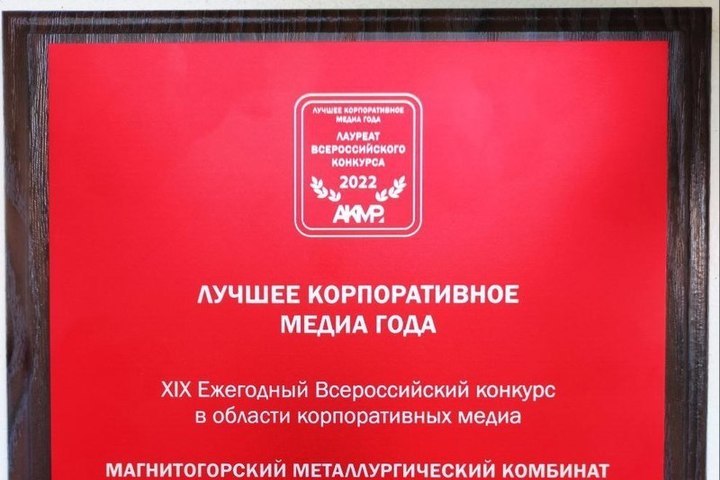 ЛУЧШЕЕ КОРПОРАТИВНОЕ
МЕДИА ГОДА
ЛАУРЕАТ
ВСЕРОССИЙСКОГО
КОНКУРСА
2022
АКМР
ЛУЧШЕЕ КОРПОРАТИВНОЕ
МЕДИА ГОДА
XIX Ежегодный Всероссийский конкурс
в области корпоративных медиа
МАГНИТОГОРСКИЙ МЕТАЛЛУРГИЧЕСКИЙ КОМБИНАТ